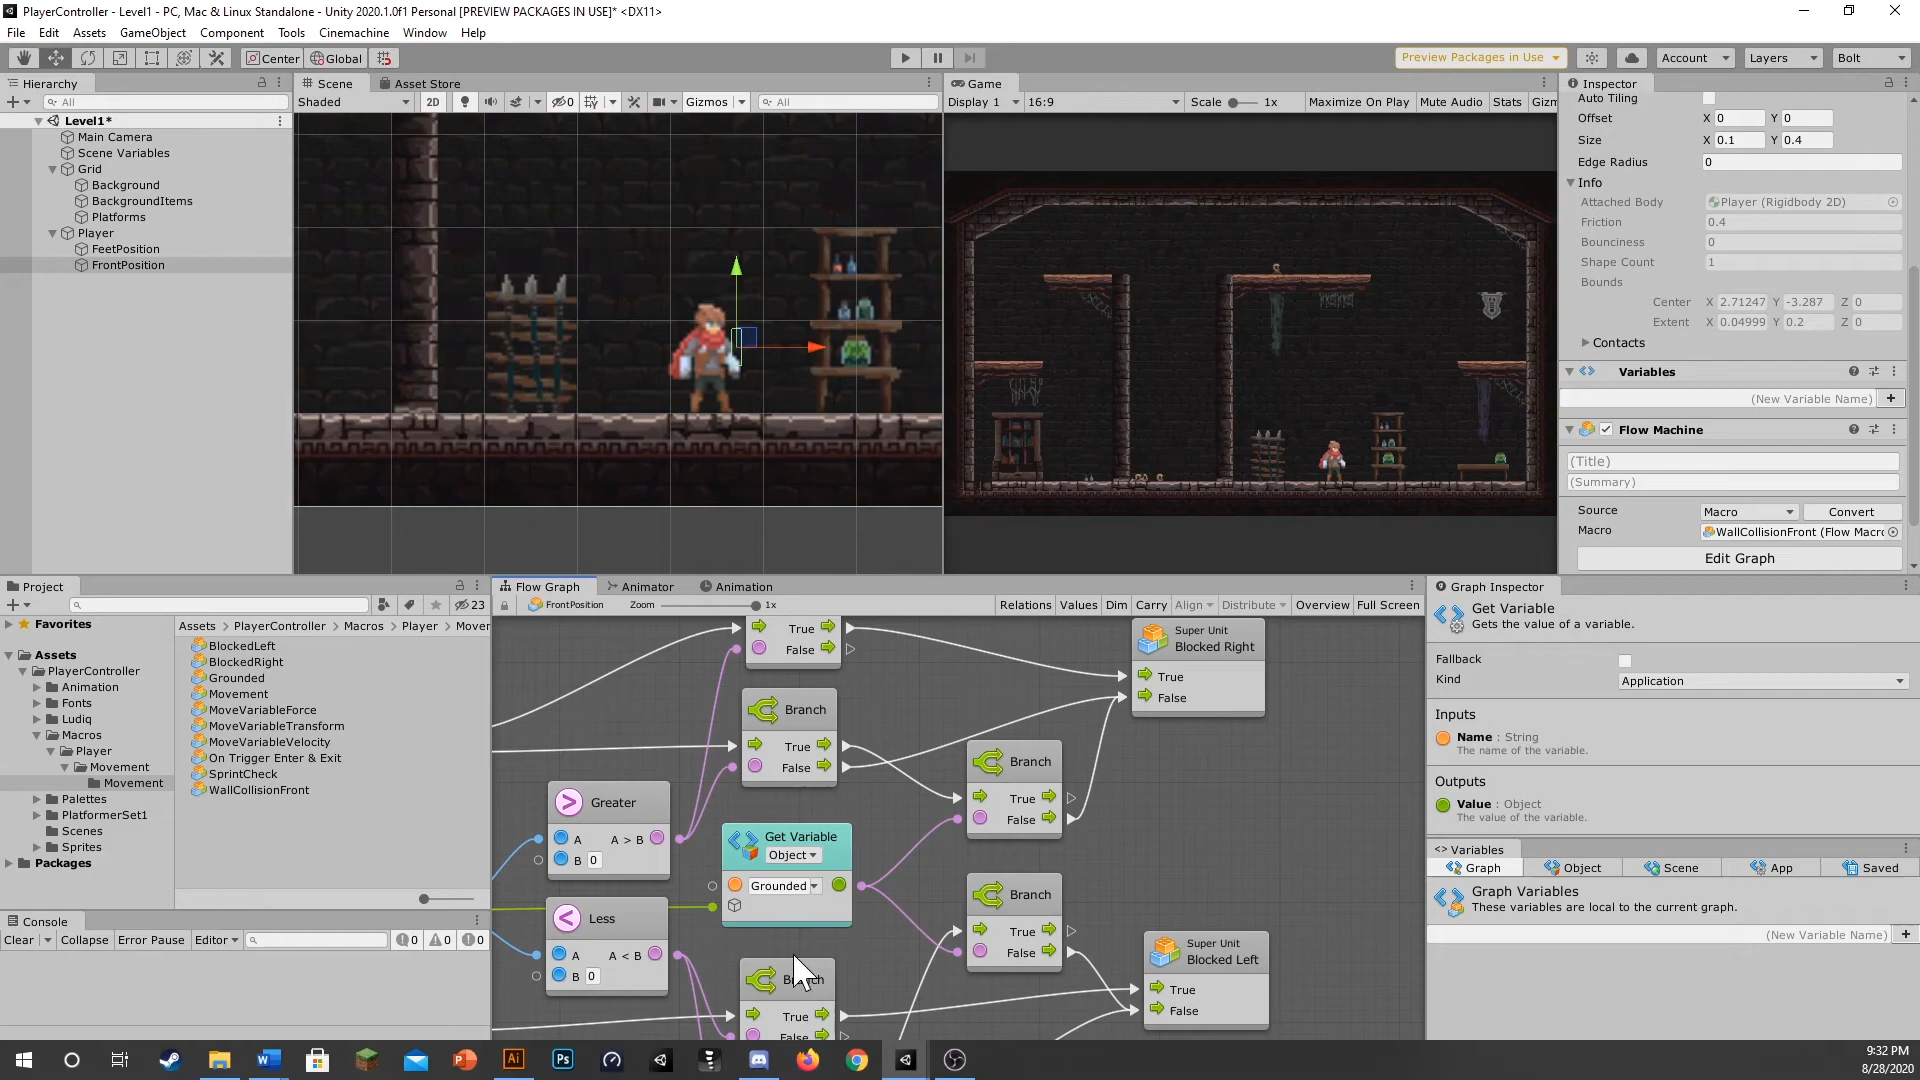 PlayerController - Level1 - PC, Mac & Linux Standalone - Unity 2020.1.0f1 Personal [PREVIEW PACKAGES IN USE]* <DX11>
File Edit Assets GameObject Component Tools Cinemachine Window Help
Center Global Preview Packages in Use Account Layers Bolt
Hierarchy
All
Level1*
Main Camera
Scene Variables
Grid
Background
BackgroundItems
Platforms
Player
FeetPosition
FrontPosition
Scene Asset Store
Shaded 2D 0 Gizmos All
Game
Display 1 16:9 Scale 1x Maximize On Play Mute Audio Stats Gizm
Inspector
Auto Tiling
Offset X 0 Y 0
Size X 0.1 Y 0.4
Edge Radius 0
Info
Attached Body Player (Rigidbody 2D)
Friction 0.4
Bounciness 0
Shape Count 1
Bounds
Center X 2.71247 Y -3.287 Z 0
Extent X 0.04999 Y 0.2 Z 0
Contacts
Variables
(New Variable Name) +
Flow Machine
(Title)
(Summary)
Source Macro Convert
Macro WallCollisionFront (Flow Macro
Edit Graph
Project
23
Favorites
Assets
PlayerController
Animation
Fonts
Ludiq
Macros
Player
Movement
Movement
Palettes
PlatformerSet1
Scenes
Sprites
Packages
Assets PlayerController Macros Player Mover
BlockedLeft
BlockedRight
Grounded
Movement
MoveVariableForce
MoveVariableTransform
MoveVariableVelocity
On Trigger Enter & Exit
SprintCheck
WallCollisionFront
Console
Clear Collapse Error Pause Editor 0 0 0
Flow Graph Animator Animation
FrontPosition Zoom 1x Relations Values Dim Carry Align Distribute Overview Full Screen
True
False
Super Unit
Blocked Right
True
False
Branch
True
False
Branch
True
False
Greater
A A > B
B 0
Get Variable
Object
Grounded
Branch
True
False
Less
A A < B
B 0
Super Unit
Blocked Left
True
False
True
False
Graph Inspector
Get Variable
Gets the value of a variable.
Fallback
Kind Application
Inputs
Name : String
The name of the variable.
Outputs
Value : Object
The value of the variable.
Variables
Graph Object Scene App Saved
Graph Variables
These variables are local to the current graph.
(New Variable Name) +
9:32 PM
8/28/2020